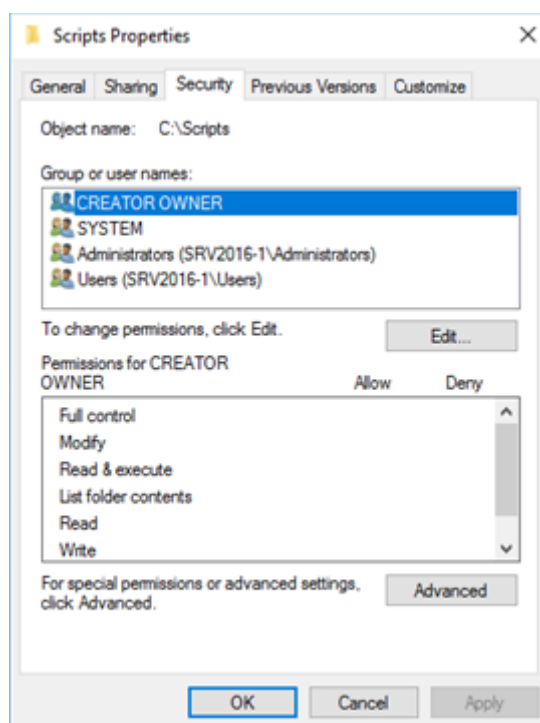 Scripts Properties
General Sharing Security Previous Versions Customize
Object name: C:\Scripts
Group or user names:
CREATOR OWNER
SYSTEM
Administrators (SRV2016-1\Administrators)
Users (SRV2016-1\Users)
To change permissions, click Edit.
Edit...
Permissions for CREATOR
OWNER Allow Deny
Full control
Modify
Read & execute
List folder contents
Read
Write
For special permissions or advanced settings,
click Advanced.
Advanced
OK Cancel Apply